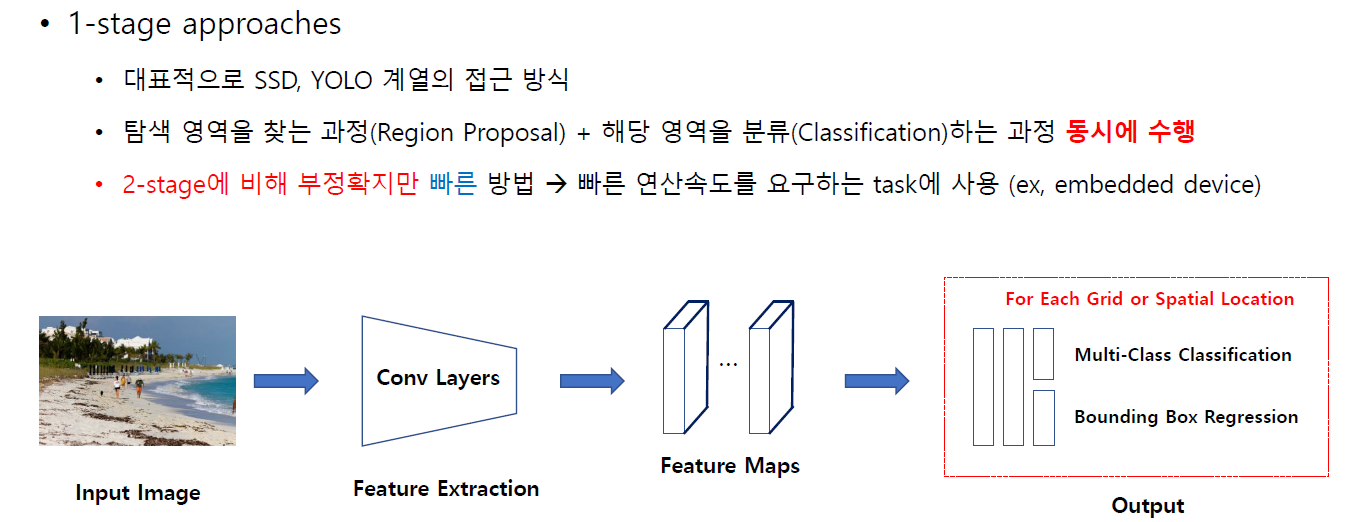 • 1-stage approaches
• 대표적으로 SSD, YOLO 계열의 접근 방식
• 탐색 영역을 찾는 과정(Region Proposal) + 해당 영역을 분류(Classification)하는 과정 동시에 수행
• 2-stage에 비해 부정확지만 빠른 방법 → 빠른 연산속도를 요구하는 task에 사용 (ex, embedded device)
For Each Grid or Spatial Location
Multi-Class Classification
Conv Layers
...
Bounding Box Regression
Input Image
Feature Extraction
Feature Maps
Output